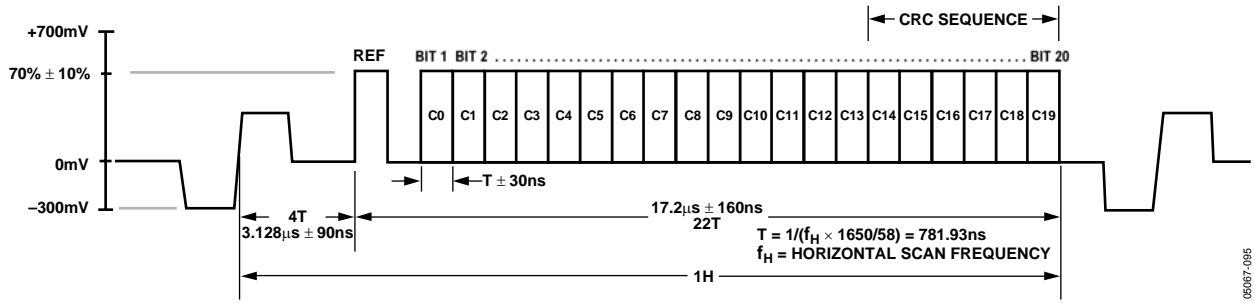 CRC SEQUENCE
+700mV
REF
BIT 1 BIT 2 ........................................................................ BIT 20
70% ± 10%
C0 C1 C2 C3 C4 C5 C6 C7 C8 C9 C10 C11 C12 C13 C14 C15 C16 C17 C18 C19
0mV
T ± 30ns
–300mV
4T
3.128µs ± 90ns
17.2µs ± 160ns
22T
T = 1/(fH × 1650/58) = 781.93ns
fH = HORIZONTAL SCAN FREQUENCY
1H
05067-095